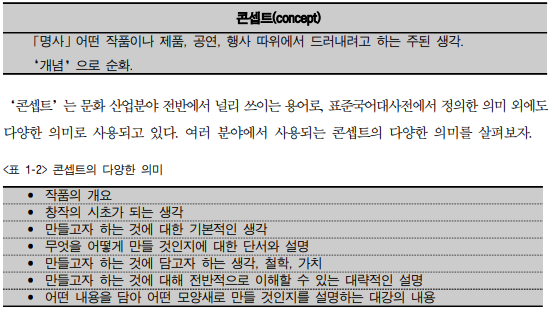 콘셉트(concept)
「명사」어떤 작품이나 제품, 공연, 행사 따위에서 드러내려고 하는 주된 생각.
‘개념’으로 순화.
‘콘셉트’는 문화 산업분야 전반에서 널리 쓰이는 용어로, 표준국어대사전에서 정의한 의미 외에도
다양한 의미로 사용되고 있다. 여러 분야에서 사용되는 콘셉트의 다양한 의미를 살펴보자.
<표 1-2> 콘셉트의 다양한 의미
• 작품의 개요
• 창작의 시초가 되는 생각
• 만들고자 하는 것에 대한 기본적인 생각
• 무엇을 어떻게 만들 것인지에 대한 단서와 설명
• 만들고자 하는 것에 담고자 하는 생각, 철학, 가치
• 만들고자 하는 것에 대해 전반적으로 이해할 수 있는 대략적인 설명
• 어떤 내용을 담아 어떤 모양새로 만들 것인지를 설명하는 대강의 내용